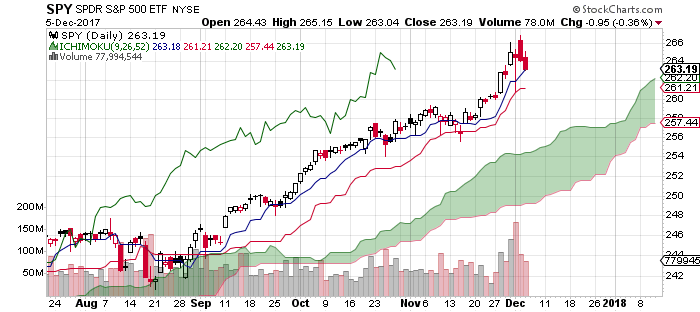 SPY SPDR S&P 500 ETF NYSE © StockCharts.com
5-Dec-2017 Open 264.43 High 265.15 Low 263.04 Close 263.19 Volume 78.0M Chg -0.95 (-0.36%)
SPY (Daily) 263.19
ICHIMOKU(9,26,52) 263.18 261.21 262.20 257.44 263.19
Volume 77,994,544
266
264
263.19
262.20
261.21
260
258
257.44
256
254
252
250
200M 248
150M 246
100M 244
779945
50M 242
24 Aug 7 14 21 28 Sep 11 18 25 Oct 9 16 23 Nov 6 13 20 27 Dec 11 18 26 2018 8